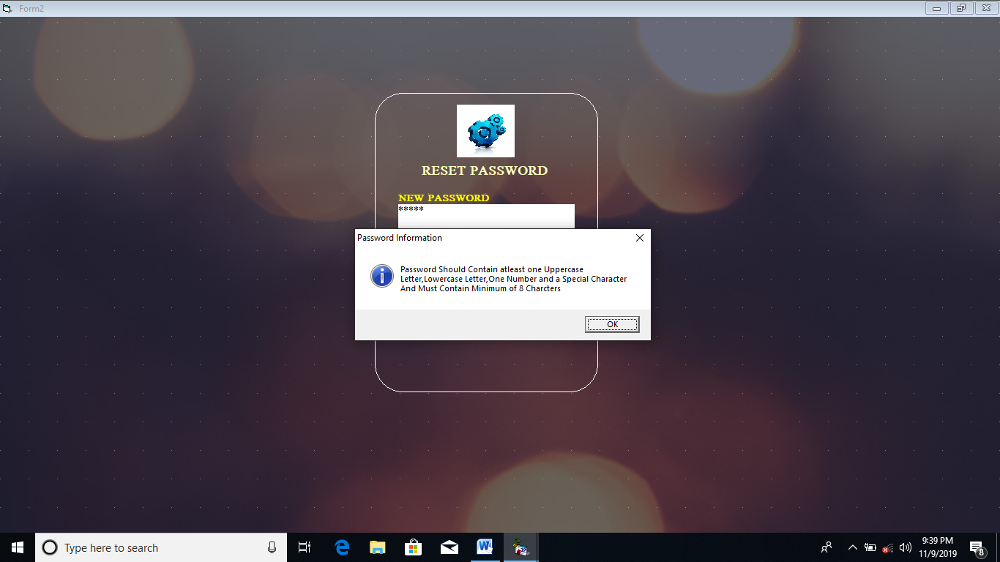 Form2
RESET PASSWORD
NEW PASSWORD
*****
Password Information
Password Should Contain atleast one Uppercase
Letter,Lowercase Letter,One Number and a Special Character
And Must Contain Minimum of 8 Charcters
OK
Type here to search
9:39 PM
11/9/2019
8